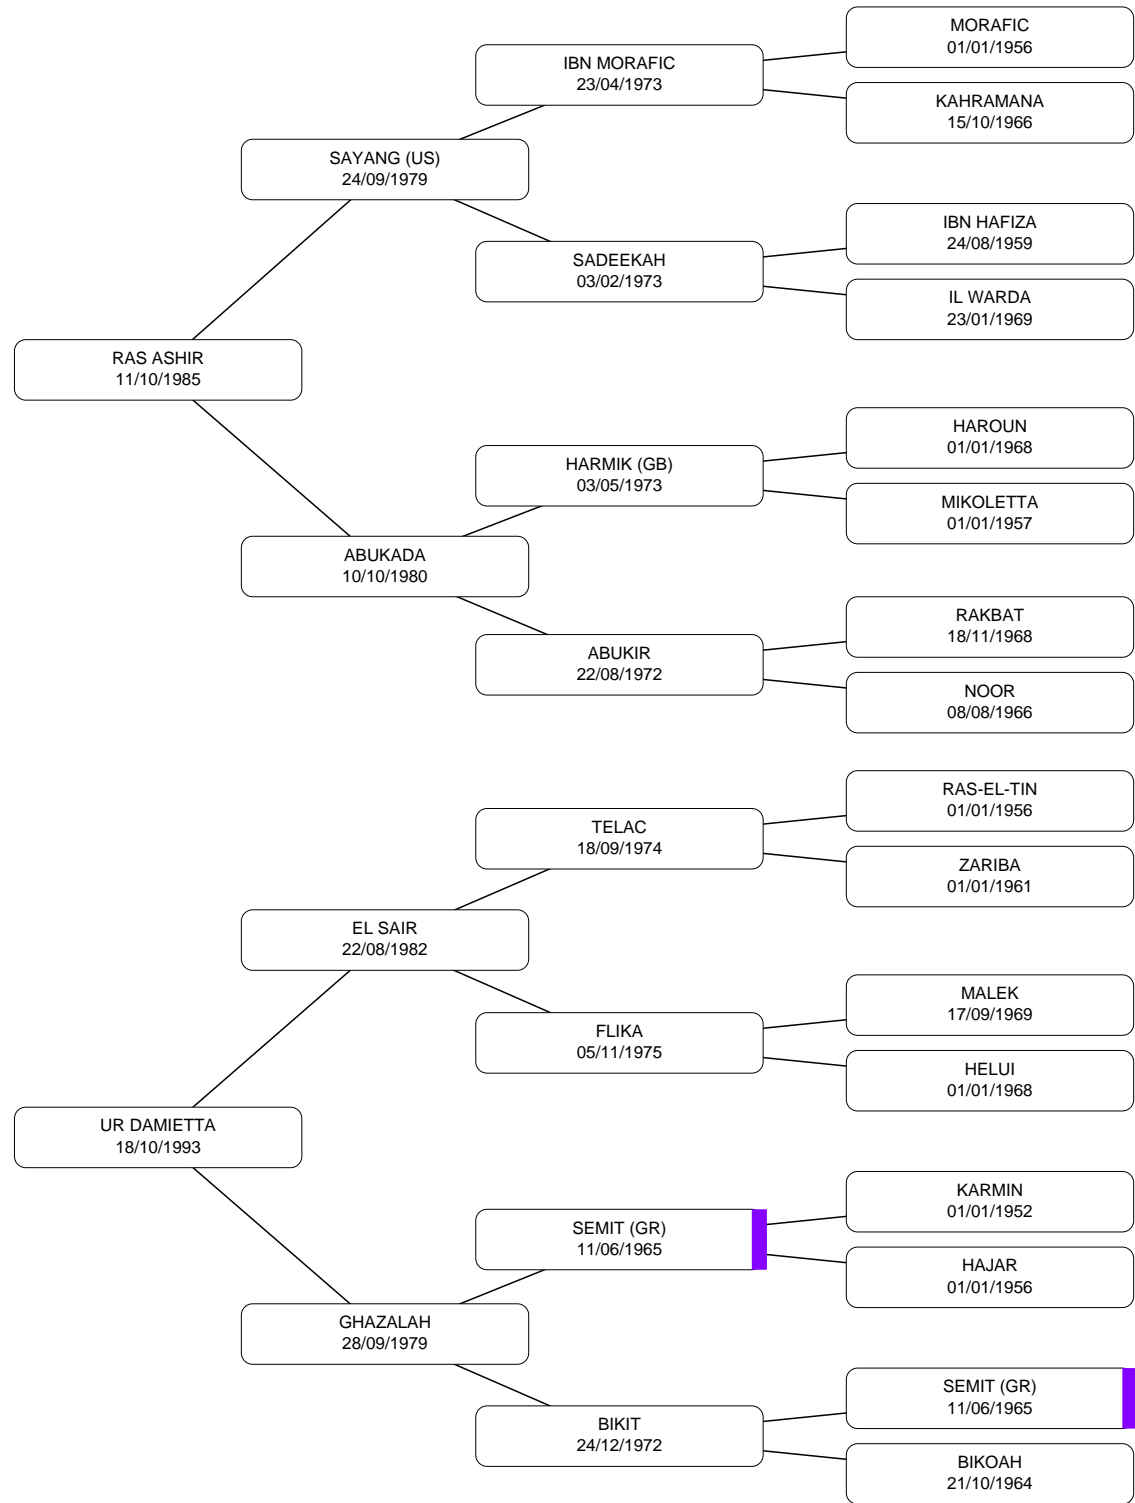 MORAFIC
01/01/1956
IBN MORAFIC
23/04/1973
KAHRAMANA
15/10/1966
SAYANG (US)
24/09/1979
IBN HAFIZA
24/08/1959
SADEEKAH
03/02/1973
IL WARDA
23/01/1969
RAS ASHIR
11/10/1985
HAROUN
01/01/1968
HARMIK (GB)
03/05/1973
MIKOLETTA
01/01/1957
ABUKADA
10/10/1980
RAKBAT
18/11/1968
ABUKIR
22/08/1972
NOOR
08/08/1966
RAS-EL-TIN
01/01/1956
TELAC
18/09/1974
ZARIBA
01/01/1961
EL SAIR
22/08/1982
MALEK
17/09/1969
FLIKA
05/11/1975
HELUI
01/01/1968
UR DAMIETTA
18/10/1993
KARMIN
01/01/1952
SEMIT (GR)
11/06/1965
HAJAR
01/01/1956
GHAZALAH
28/09/1979
SEMIT (GR)
11/06/1965
BIKIT
24/12/1972
BIKOAH
21/10/1964